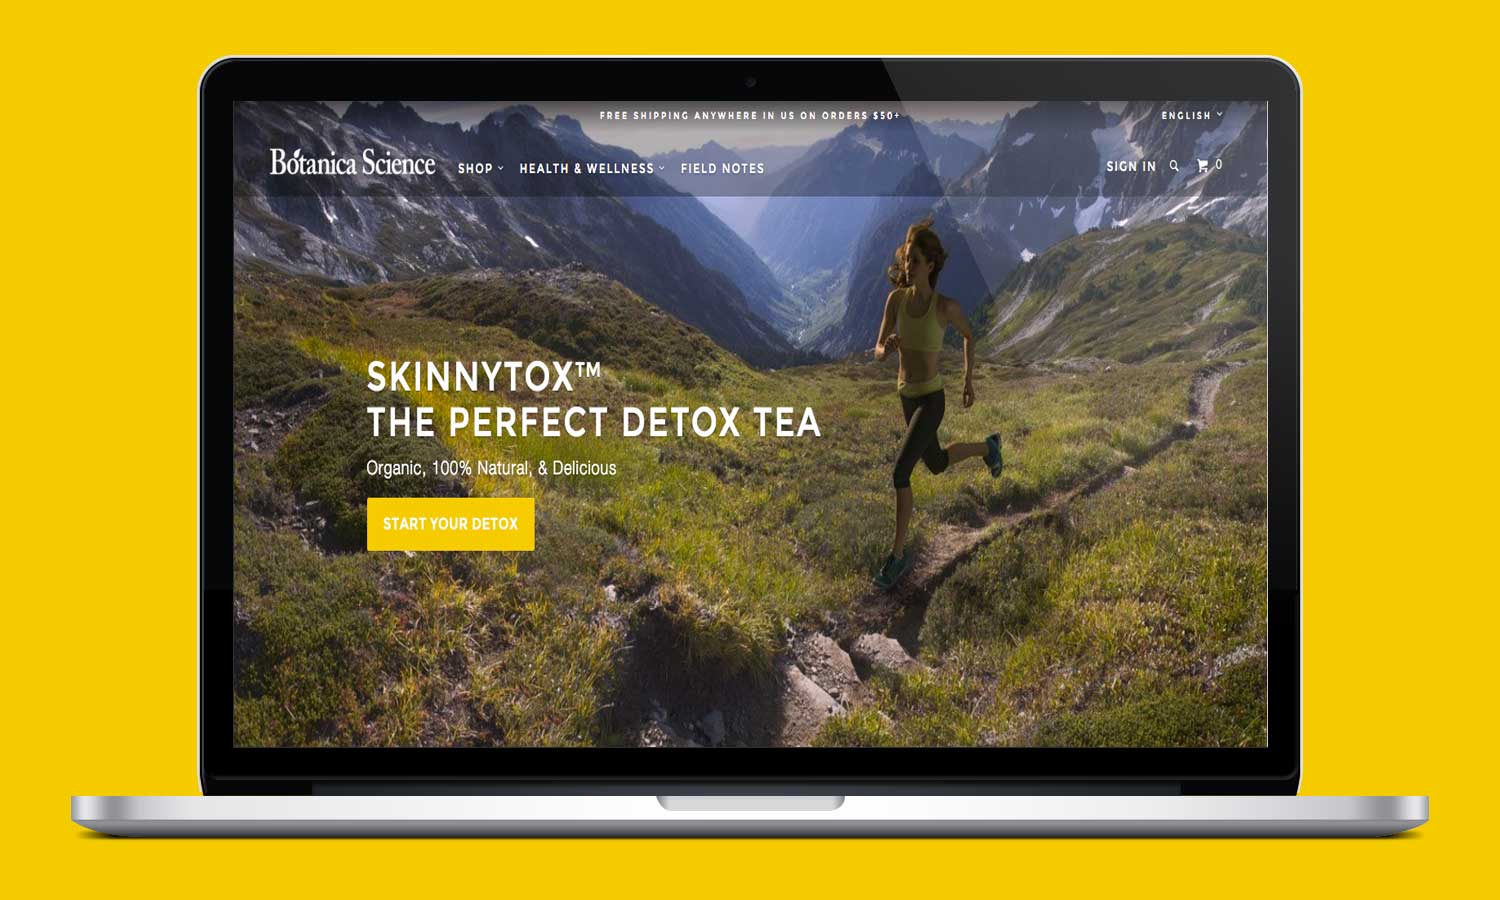 FREE SHIPPING ANYWHERE IN US ON ORDERS $50+
ENGLISH
Botanica Science
SHOP
HEALTH & WELLNESS
FIELD NOTES
SIGN IN
0
SKINNYTOX™
THE PERFECT DETOX TEA
Organic, 100% Natural, & Delicious
START YOUR DETOX